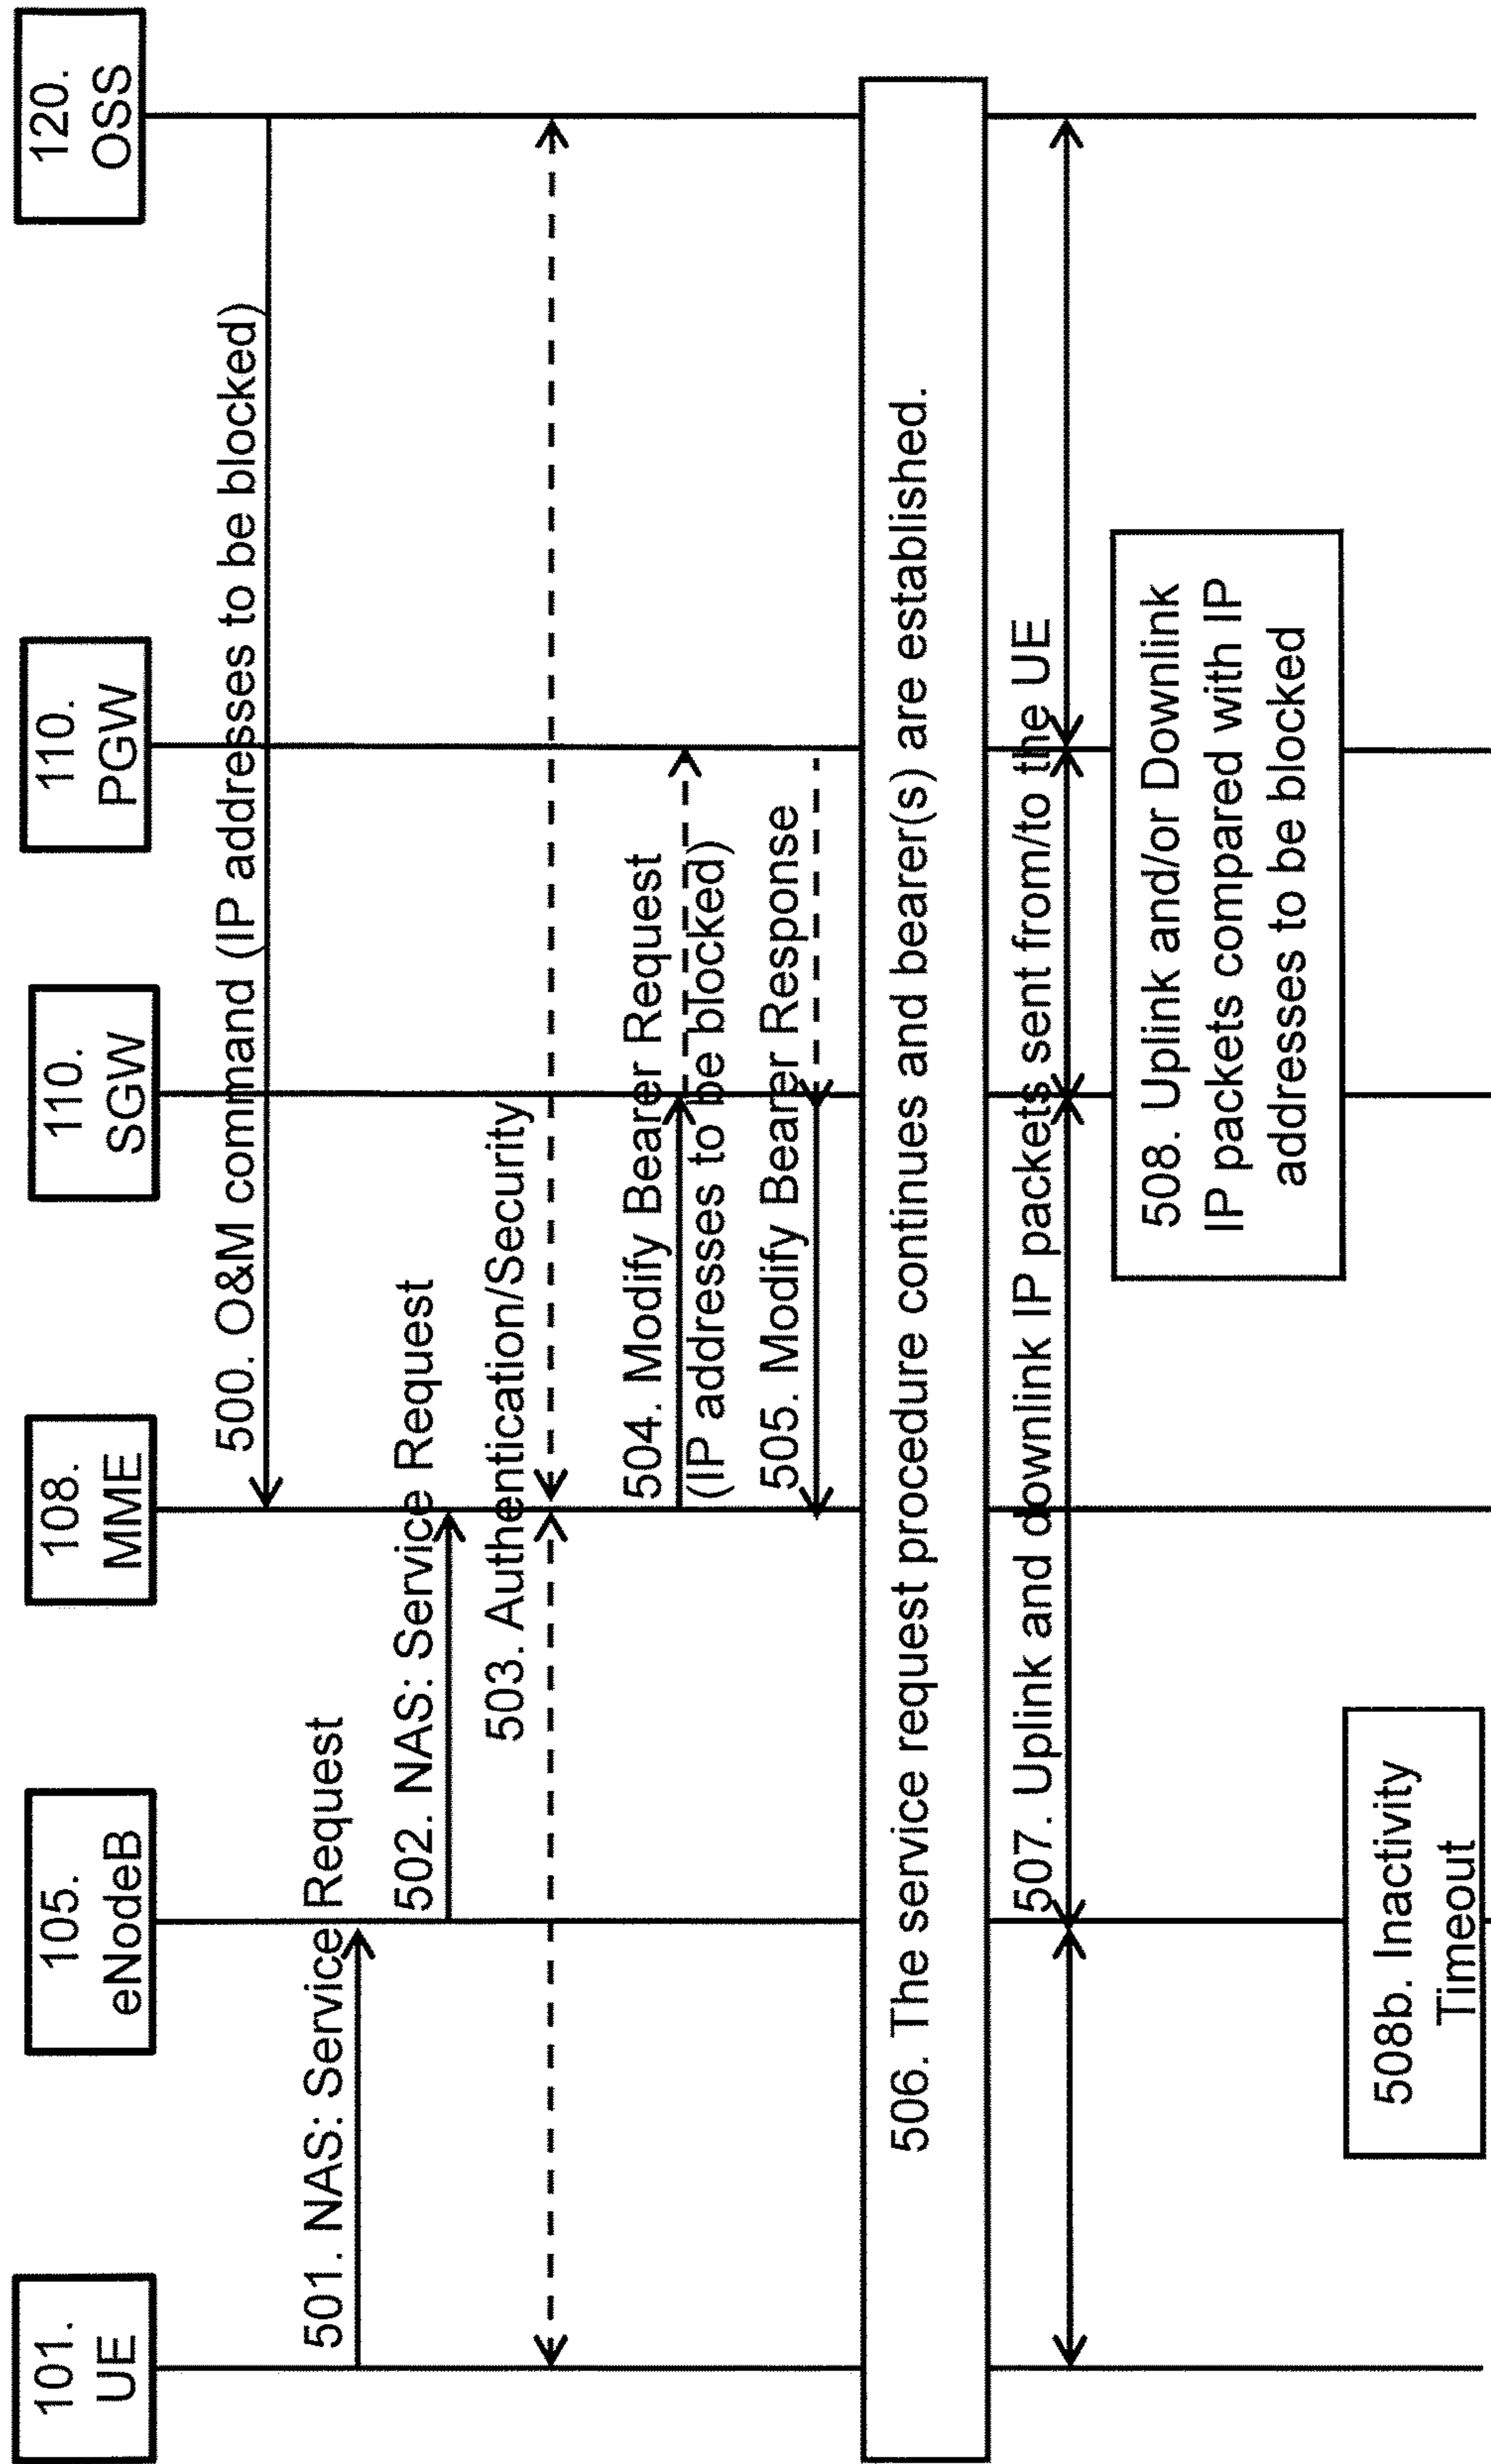 101.
UE
105.
eNodeB
108.
MME
110.
SGW
110.
PGW
120.
OSS
500. O&M command (IP addresses to be blocked)
501. NAS: Service Request
502. NAS: Service Request
503. Authentication/Security
504. Modify Bearer Request
(IP addresses to be blocked)
505. Modify Bearer Response
506. The service request procedure continues and bearer(s) are established.
507. Uplink and downlink IP packets sent from/to the UE
508. Uplink and/or Downlink
IP packets compared with IP
addresses to be blocked
508b. Inactivity
Timeout